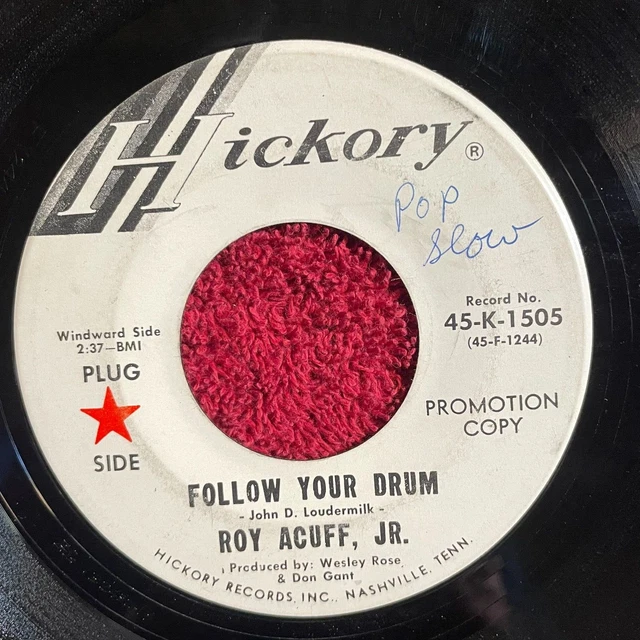 Hickory®
Pop
slow
Record No.
45-K-1505
(45-F-1244)
Windward Side
2:37—BMI
PLUG
SIDE
PROMOTION
COPY
FOLLOW YOUR DRUM
- John D. Loudermilk -
ROY ACUFF, JR.
Produced by: Wesley Rose
& Don Gant
HICKORY RECORDS, INC., NASHVILLE, TENN.